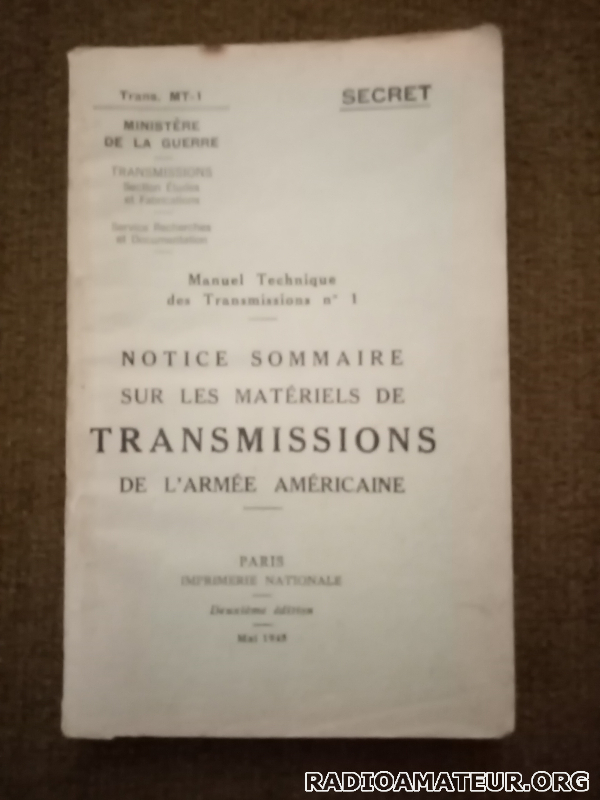 Trans. MT-1
SECRET
MINISTÈRE
DE LA GUERRE
TRANSMISSIONS
Section Études
et Fabrications
Service Recherches
et Documentation
Manuel Technique
des Transmissions n° 1
NOTICE SOMMAIRE
SUR LES MATÉRIELS DE
TRANSMISSIONS
DE L'ARMÉE AMÉRICAINE
PARIS
IMPRIMERIE NATIONALE
Deuxième édition
Mai 1945
RADIOAMATEUR.ORG